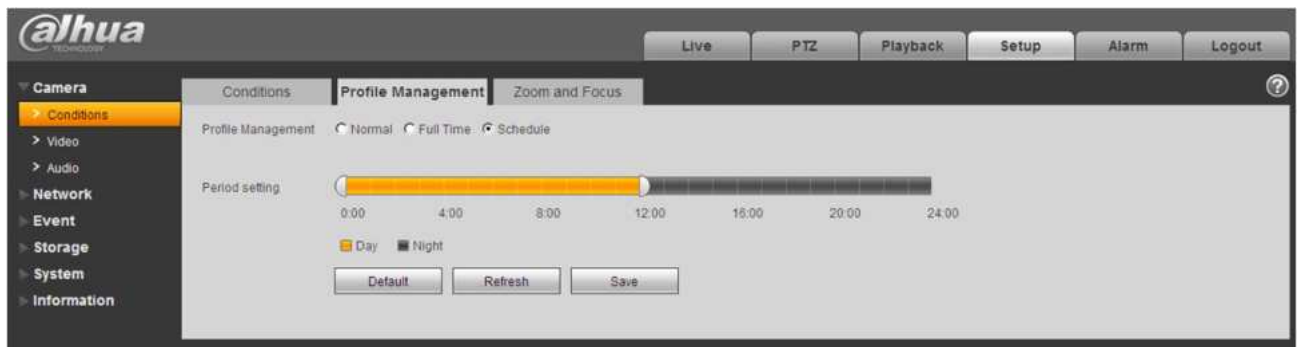 alhua
TECHNOLOGY
Live PTZ Playback Setup Alarm Logout
Camera
Conditions
Video
Audio
Network
Event
Storage
System
Information
Conditions Profile Management Zoom and Focus
Profile Management Normal Full Time Schedule
Period setting
0:00 4:00 8:00 12:00 16:00 20:00 24:00
Day Night
Default Refresh Save